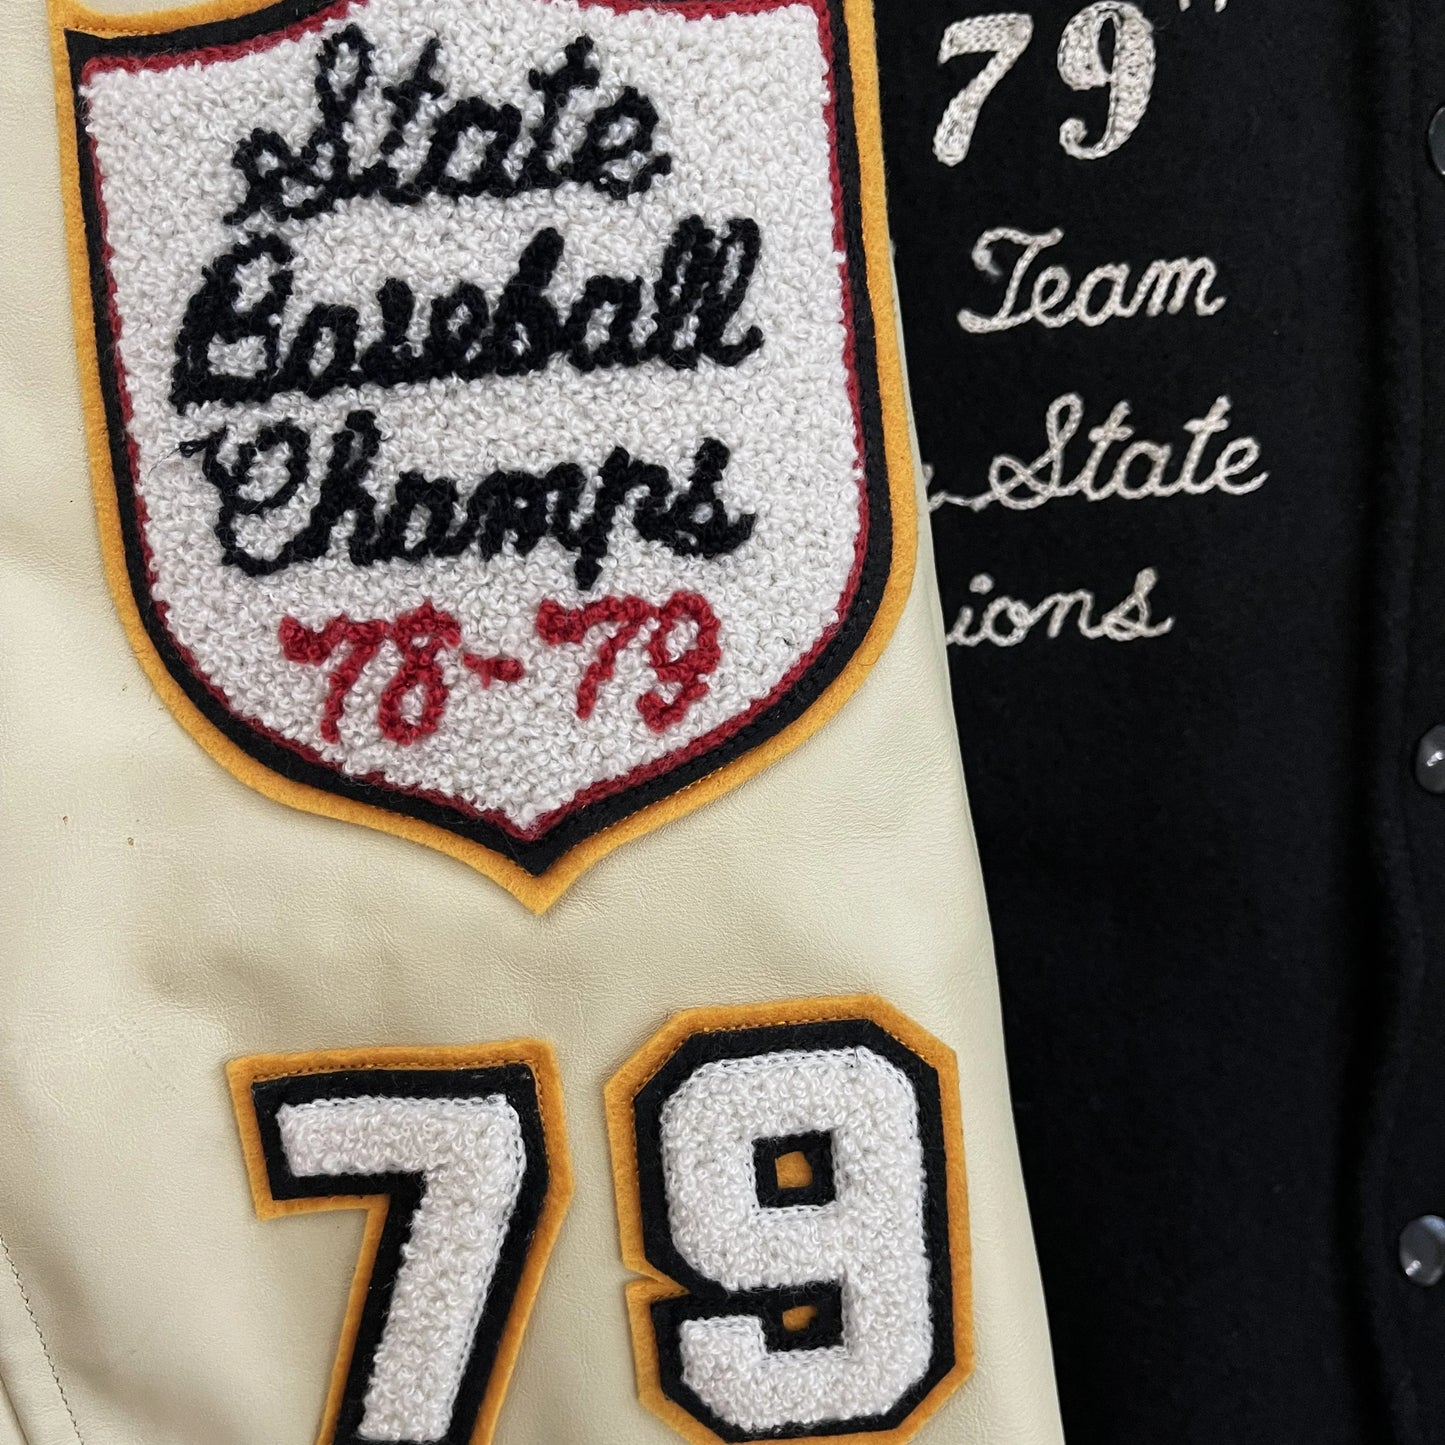 State
Baseball
Champs
'78-'79
79
79"
Team
State
ions